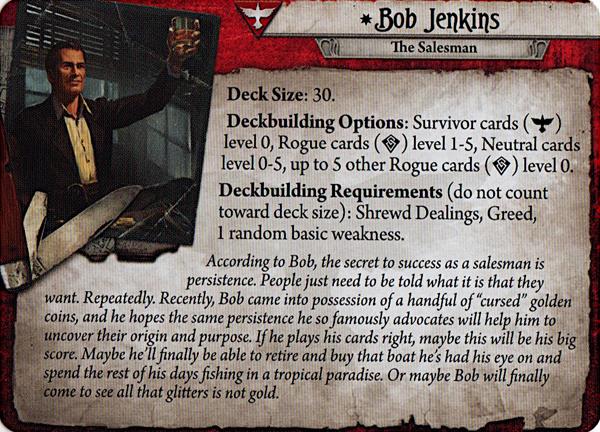 Bob Jenkins
The Salesman
Deck Size: 30.
Deckbuilding Options: Survivor cards ( )
level 0, Rogue cards ( ) level 1-5, Neutral cards
level 0-5, up to 5 other Rogue cards ( ) level 0.
Deckbuilding Requirements (do not count
toward deck size): Shrewd Dealings, Greed,
1 random basic weakness.
According to Bob, the secret to success as a salesman is
persistence. People just need to be told what it is that they
want. Repeatedly. Recently, Bob came into possession of a handful of “cursed” golden
coins, and he hopes the same persistence he so famously advocates will help him to
uncover their origin and purpose. If he plays his cards right, maybe this will be his big
score. Maybe he’ll finally be able to retire and buy that boat he’s had his eye on and
spend the rest of his days fishing in a tropical paradise. Or maybe Bob will finally
come to see all that glitters is not gold.